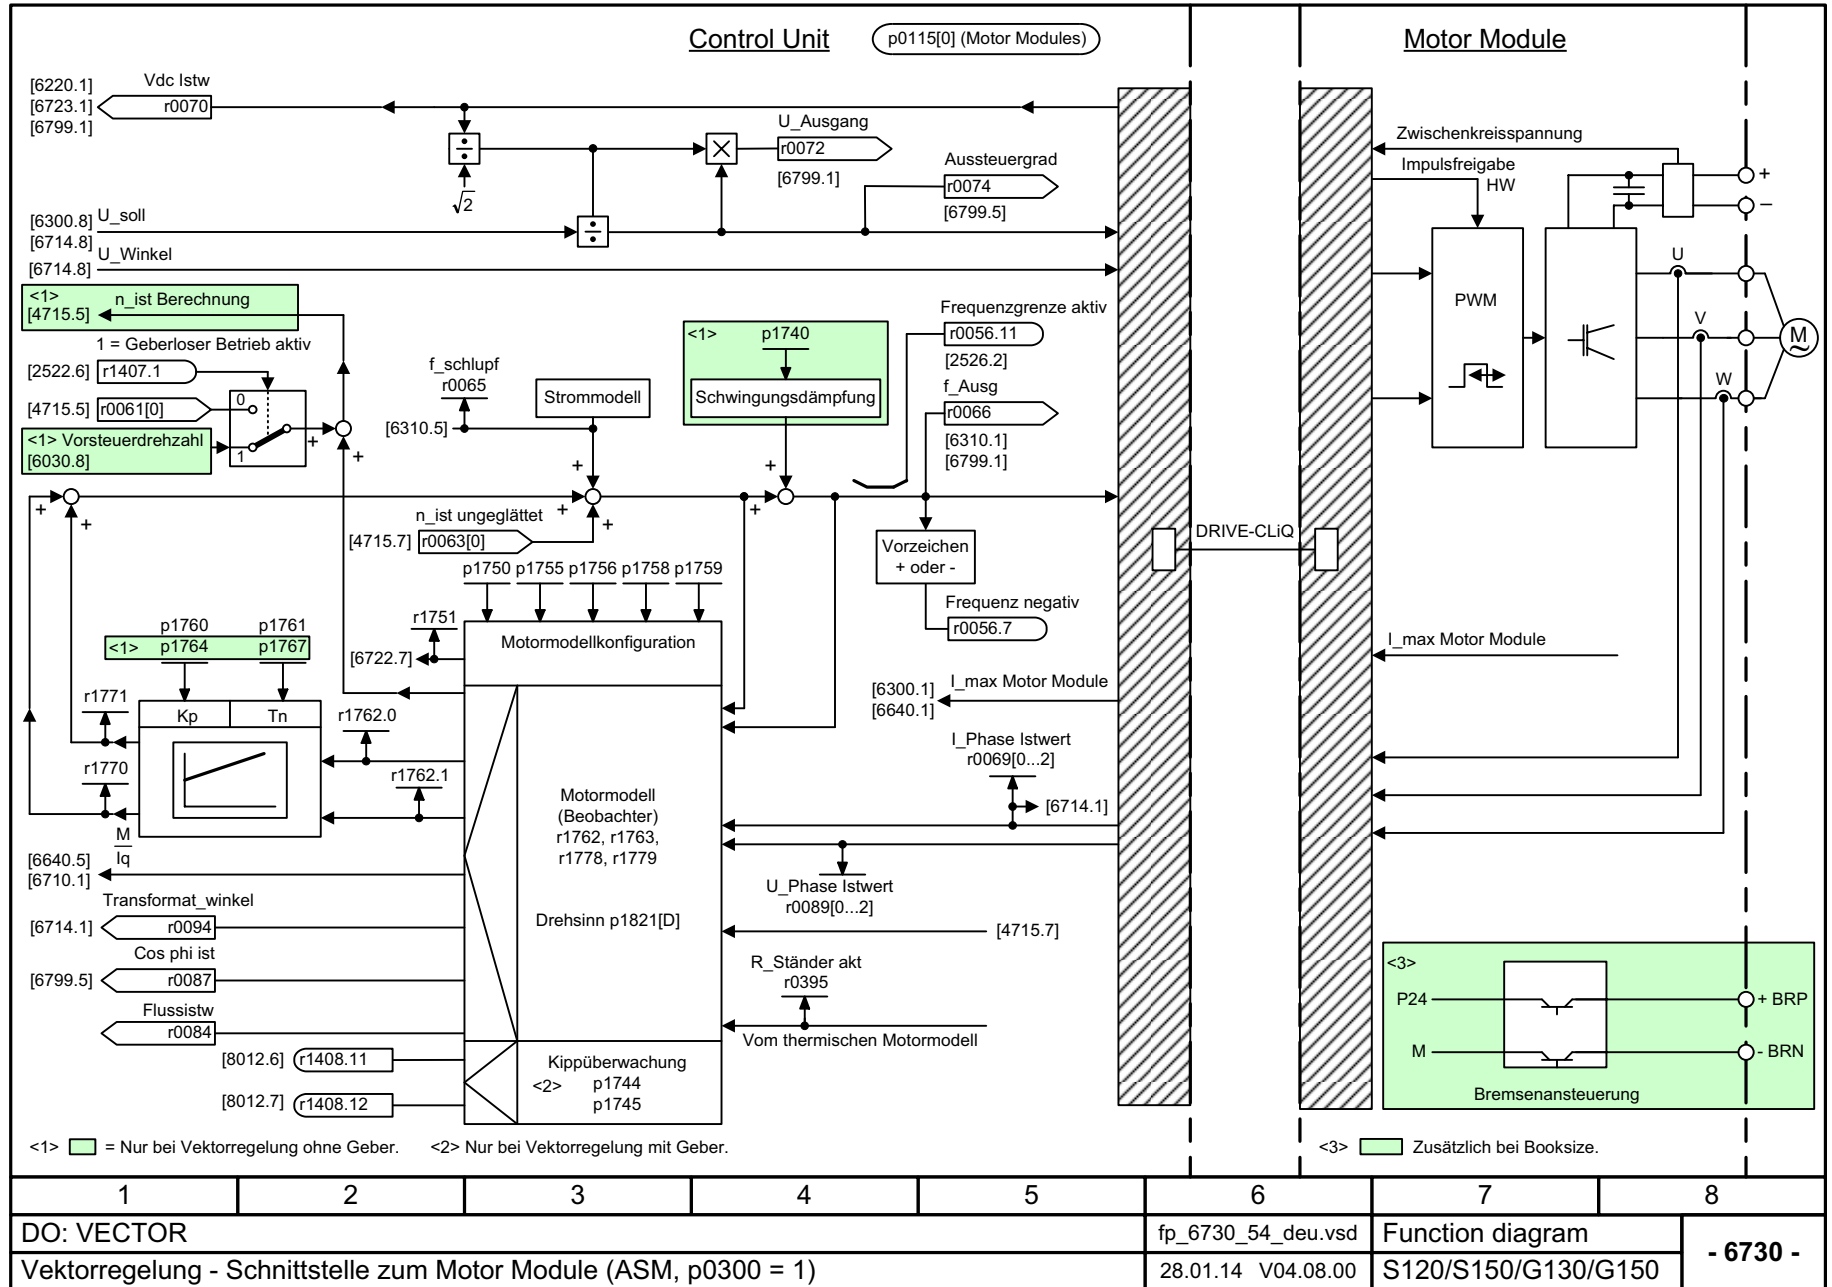 Control Unit
p0115[0] (Motor Modules)
Motor Module
[6220.1]
[6723.1]
[6799.1]
Vdc Istw
r0070
÷
√2
×
U_Ausgang
r0072
[6799.1]
Aussteuergrad
r0074
[6799.5]
[6300.8]
[6714.8]
U_soll
÷
U_Winkel
[6714.8]
<1>
n_ist Berechnung
[4715.5]
1 = Geberloser Betrieb aktiv
[2522.6]
r1407.1
[4715.5]
r0061[0]
0
1
<1> Vorsteuerdrehzahl
[6030.8]
+
+
f_schlupf
r0065
[6310.5]
Strommodell
<1>
p1740
Schwingungsdämpfung
Frequenzgrenze aktiv
r0056.11
[2526.2]
f_Ausg
r0066
[6310.1]
[6799.1]
+
+
+
+
+
+
+
n_ist ungeglättet
[4715.7]
r0063[0]
Vorzeichen
+ oder -
Frequenz negativ
r0056.7
p1750
p1755
p1756
p1758
p1759
r1751
[6722.7]
Motormodellkonfiguration
p1760
p1761
<1>
p1764
p1767
Kp
Tn
r1771
r1770
r1762.0
r1762.1
M
Iq
[6640.5]
[6710.1]
Motormodell
(Beobachter)
r1762, r1763,
r1778, r1779
Drehsinn p1821[D]
[6300.1]
[6640.1]
I_max Motor Module
I_Phase Istwert
r0069[0...2]
[6714.1]
U_Phase Istwert
r0089[0...2]
[4715.7]
R_Ständer akt
r0395
Vom thermischen Motormodell
Transformat_winkel
[6714.1]
r0094
Cos phi ist
[6799.5]
r0087
Flussistw
r0084
[8012.6]
r1408.11
[8012.7]
r1408.12
Kippüberwachung
<2>
p1744
p1745
DRIVE-CLiQ
Zwischenkreisspannung
Impulsfreigabe
HW
PWM
+
–
U
V
W
M
~
I_max Motor Module
<3>
P24
+ BRP
M
- BRN
Bremsenansteuerung
<1> = Nur bei Vektorregelung ohne Geber.
<2> Nur bei Vektorregelung mit Geber.
<3> Zusätzlich bei Booksize.
1 2 3 4 5 6 7 8
DO: VECTOR
fp_6730_54_deu.vsd
Function diagram
- 6730 -
Vektorregelung - Schnittstelle zum Motor Module (ASM, p0300 = 1)
28.01.14 V04.08.00
S120/S150/G130/G150